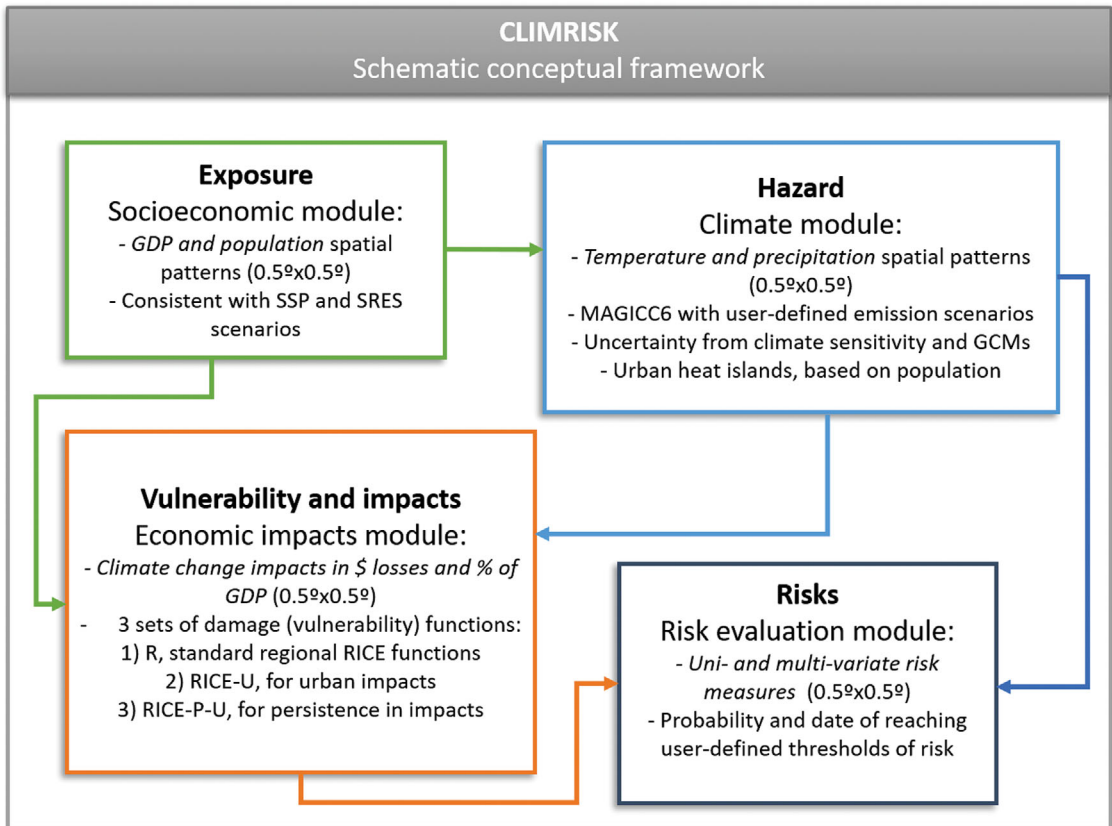 CLIMRISK
Schematic conceptual framework
Exposure
Socioeconomic module:
- GDP and population spatial
patterns (0.5ºx0.5º)
- Consistent with SSP and SRES
scenarios
Hazard
Climate module:
- Temperature and precipitation spatial patterns
(0.5ºx0.5º)
- MAGICC6 with user-defined emission scenarios
- Uncertainty from climate sensitivity and GCMs
- Urban heat islands, based on population
Vulnerability and impacts
Economic impacts module:
- Climate change impacts in $ losses and % of
GDP (0.5ºx0.5º)
- 3 sets of damage (vulnerability) functions:
1) R, standard regional RICE functions
2) RICE-U, for urban impacts
3) RICE-P-U, for persistence in impacts
Risks
Risk evaluation module:
- Uni- and multi-variate risk
measures (0.5ºx0.5º)
- Probability and date of reaching
user-defined thresholds of risk